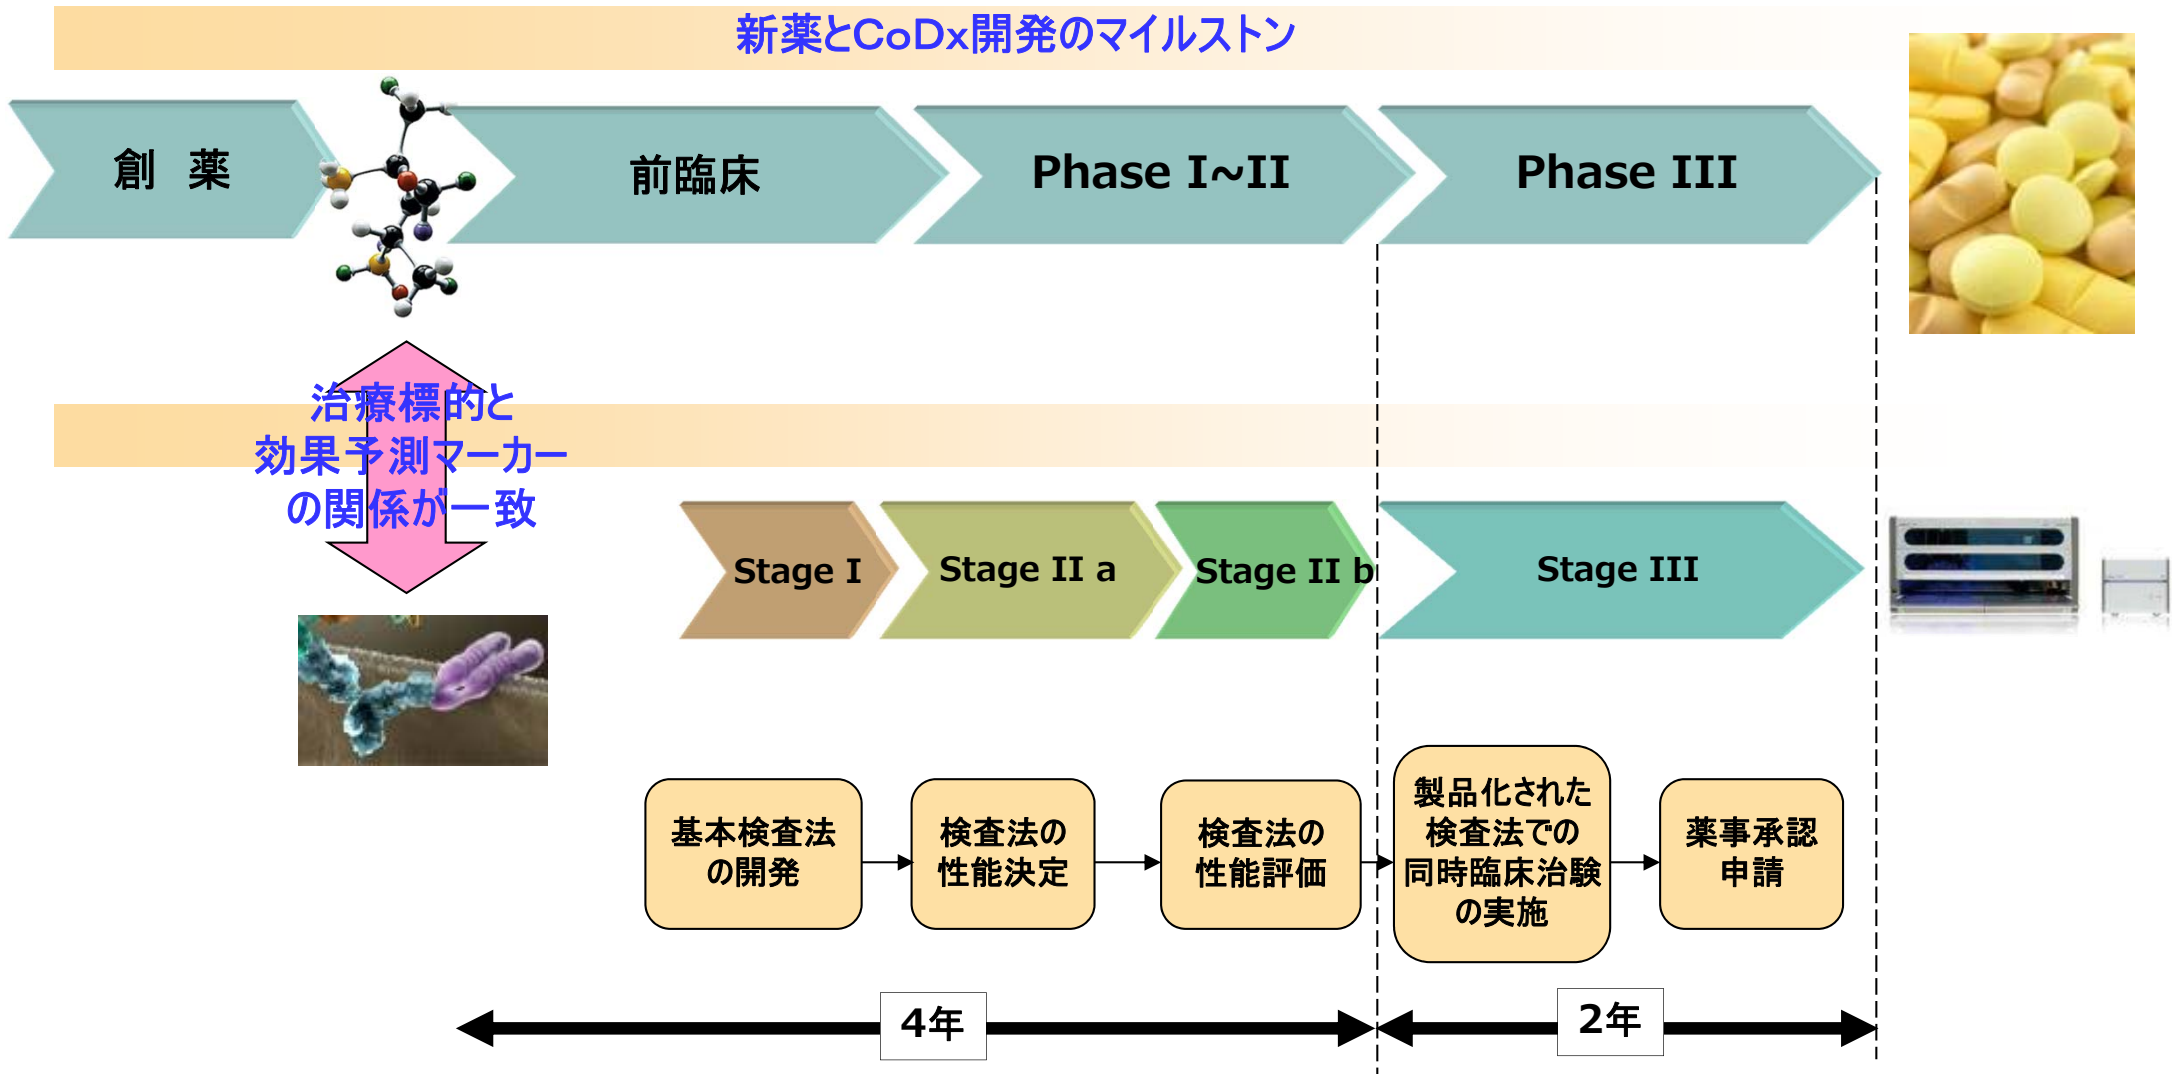 新薬とCoDx開発のマイルストン
創　薬
前臨床
Phase I~II
Phase III
治療標的と
効果予測マーカー
の関係が一致
Stage I
Stage II a
Stage II b
Stage III
基本検査法
の開発
検査法の
性能決定
検査法の
性能評価
製品化された
検査法での
同時臨床治験
の実施
薬事承認
申請
4年
2年